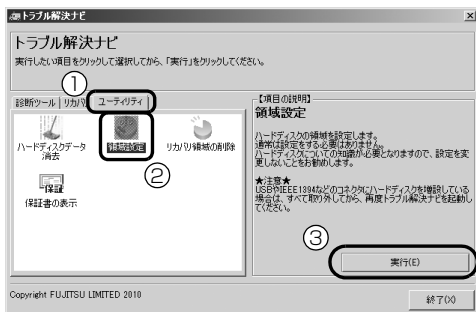 トラブル解決ナビ
トラブル解決ナビ
実行したい項目をクリックして選択してから、「実行」をクリックしてください。
①
診断ツール リカバリ ユーティリティ
ハードディスクデータ消去
領域設定
リカバリ領域の削除
②
保証
保証書の表示
【項目の説明】
領域設定
ハードディスクの領域を設定します。
通常は設定をする必要はありません。
ハードディスクについての知識が必要となりますので、設定を変
更しないことをお勧めします。
★注意★
USBやIEEE1394などのコネクタにハードディスクを増設している
場合は、すべて取り外してから、再度トラブル解決ナビを起動し
てください。
③
実行(E)
Copyright FUJITSU LIMITED 2010
終了(X)